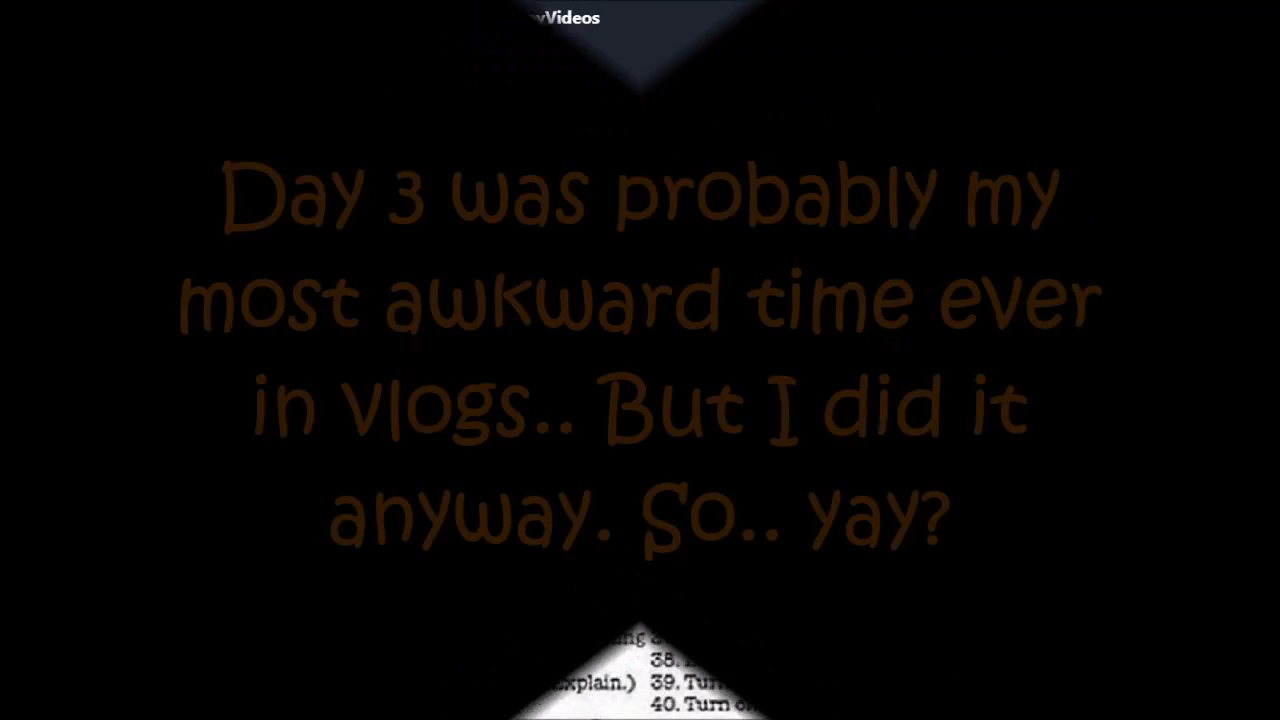 Day 3 was probably my
most awkward time ever
in vlogs.. But I did it
anyway. So.. yay?
38.
xplain.) 39. Turn
40. Turn